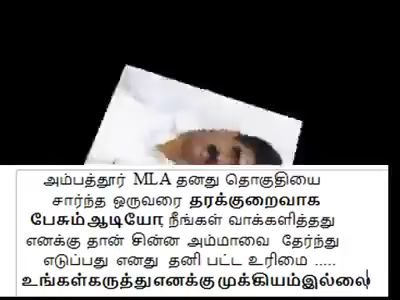 அம்பத்தூர் MLA தனது தொகுதியை
சார்ந்த ஒருவரை தரக்குறைவாக
பேசும்ஆடியோ, நீங்கள் வாக்களித்தது
எனக்கு தான் சின்ன அம்மாவை தேர்ந்து
எடுப்பது எனது தனி பட்ட உரிமை .....
உங்கள்கருத்துஎனக்குமுக்கியம்இல்லை